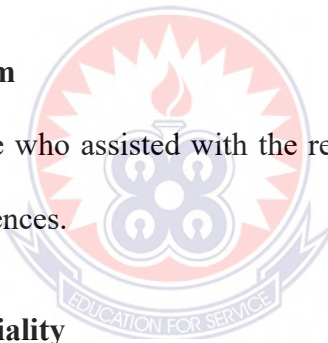 m
e who assisted with the re
ences.
EDUCATION FOR SERVICE
iality